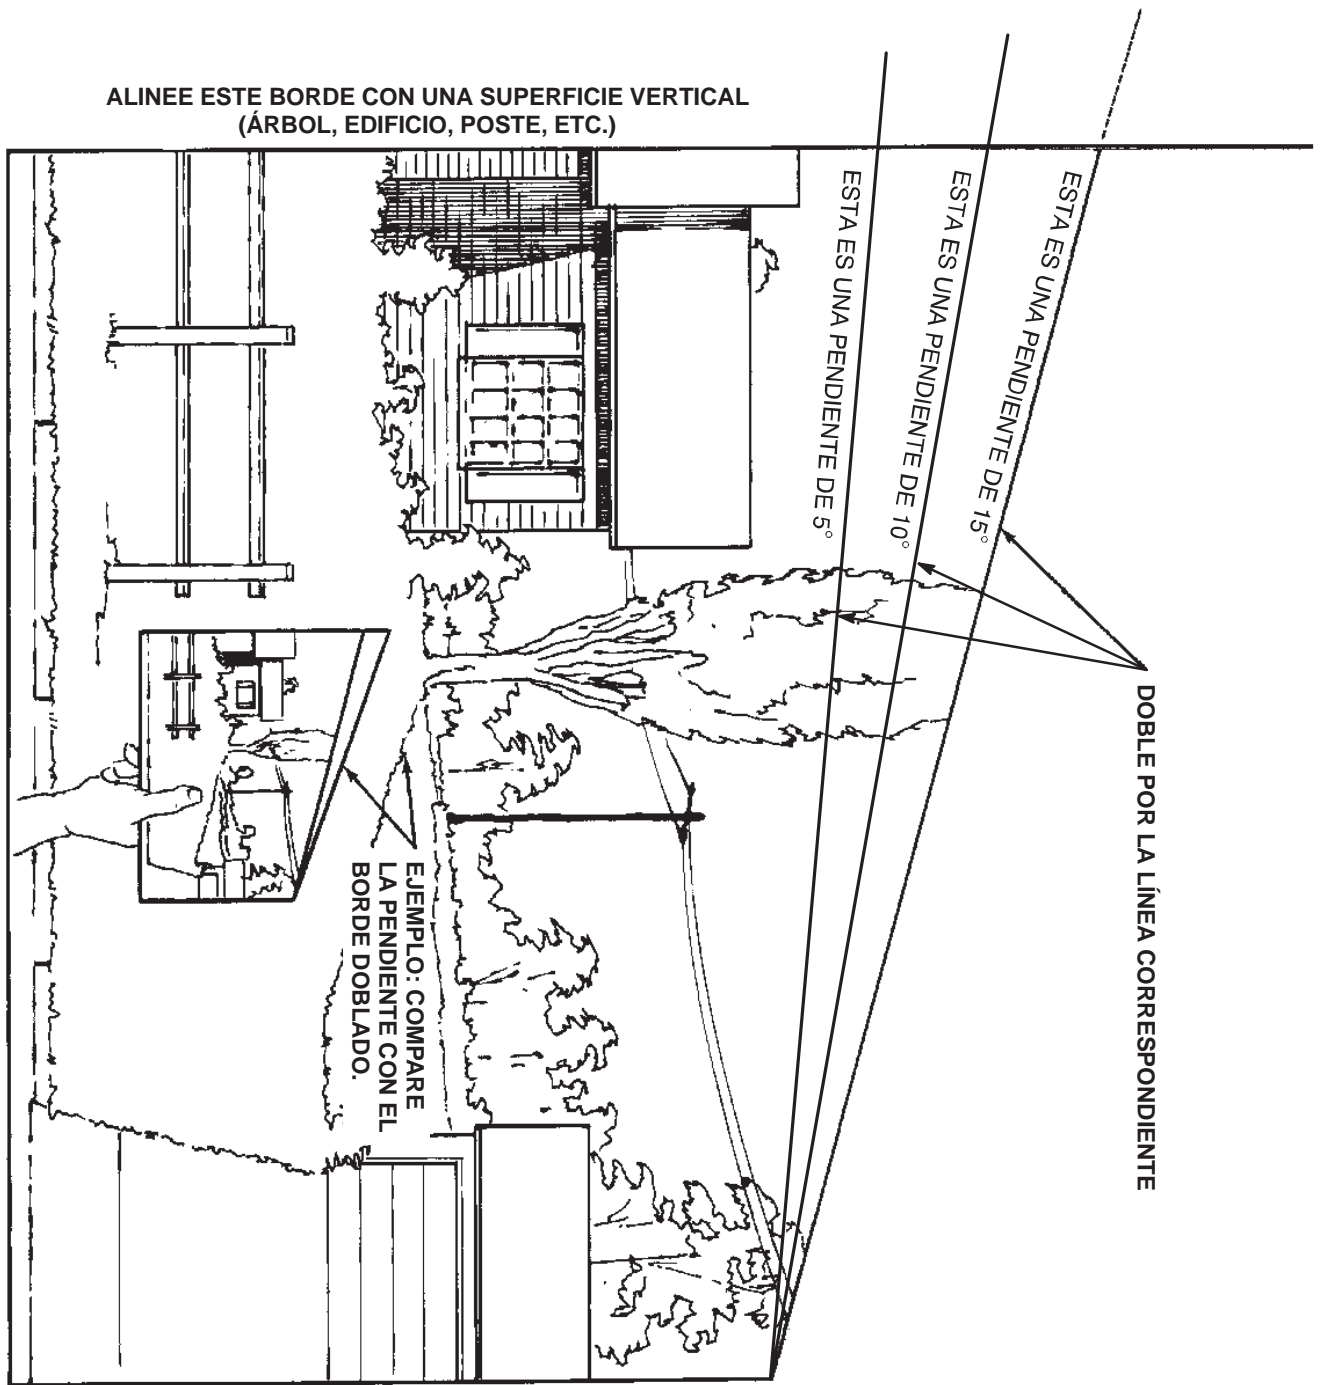 ALINEE ESTE BORDE CON UNA SUPERFICIE VERTICAL
(ÁRBOL, EDIFICIO, POSTE, ETC.)
ESTA ES UNA PENDIENTE DE 15°
ESTA ES UNA PENDIENTE DE 10°
ESTA ES UNA PENDIENTE DE 5°
DOBLE POR LA LÍNEA CORRESPONDIENTE
EJEMPLO: COMPARE
LA PENDIENTE CON EL
BORDE DOBLADO.